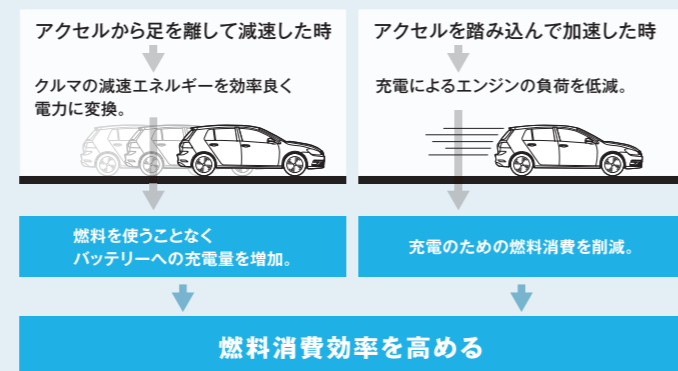 アクセルから足を離して減速した時
クルマの減速エネルギーを効率良く
電力に変換。
燃料を使うことなく
バッテリーへの充電量を増加。
アクセルを踏み込んで加速した時
充電によるエンジンの負荷を低減。
充電のための燃料消費を削減。
燃料消費効率を高める